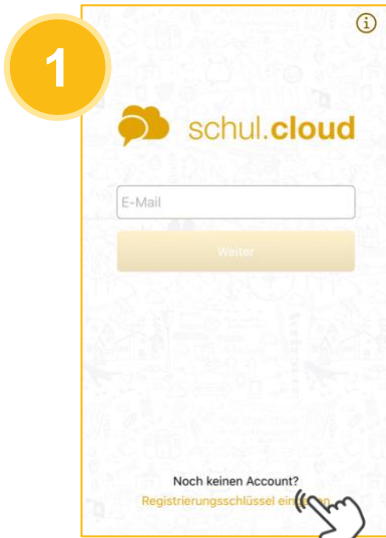 1
schul.cloud
E-Mail
Weiter
Noch keinen Account?
Registrierungsschlüssel